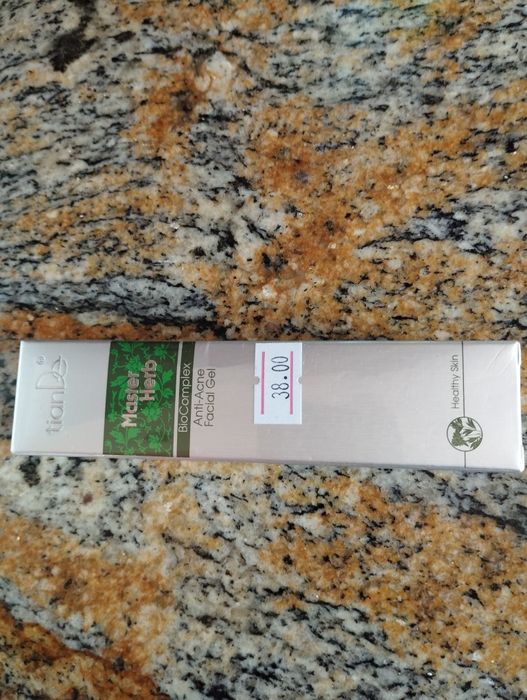 tianDe®
Master
Herb
BioComplex
Anti-Acne
Facial Gel
38.00
Healthy Skin